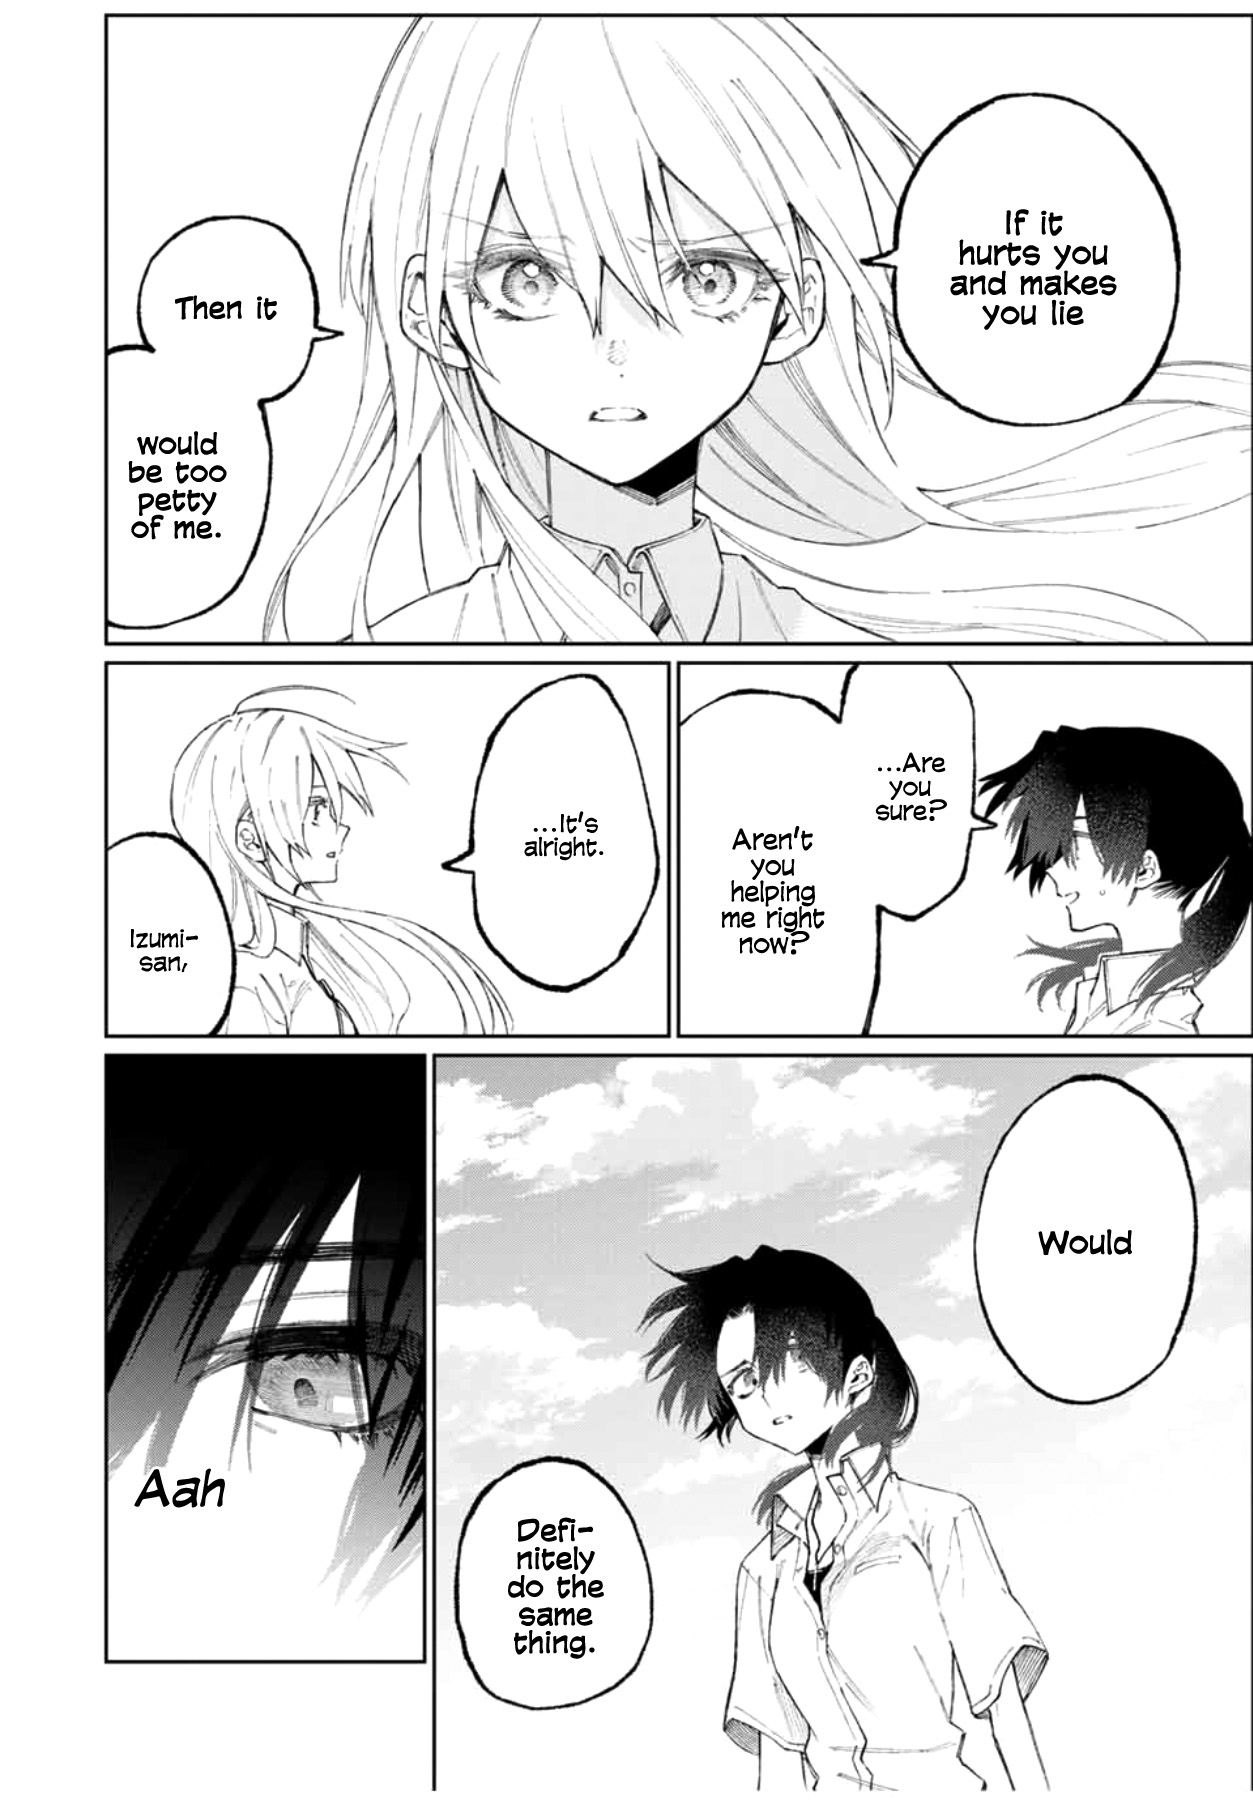 If it
hurts you
and makes
you lie
Then it
would
be too
petty
of me.
...Are
you
sure?
Aren't
you
helping
me right
now?
...It's
alright.
Izumi-
san,
Would
Defi-
nitely
do the
same
thing.
Aah